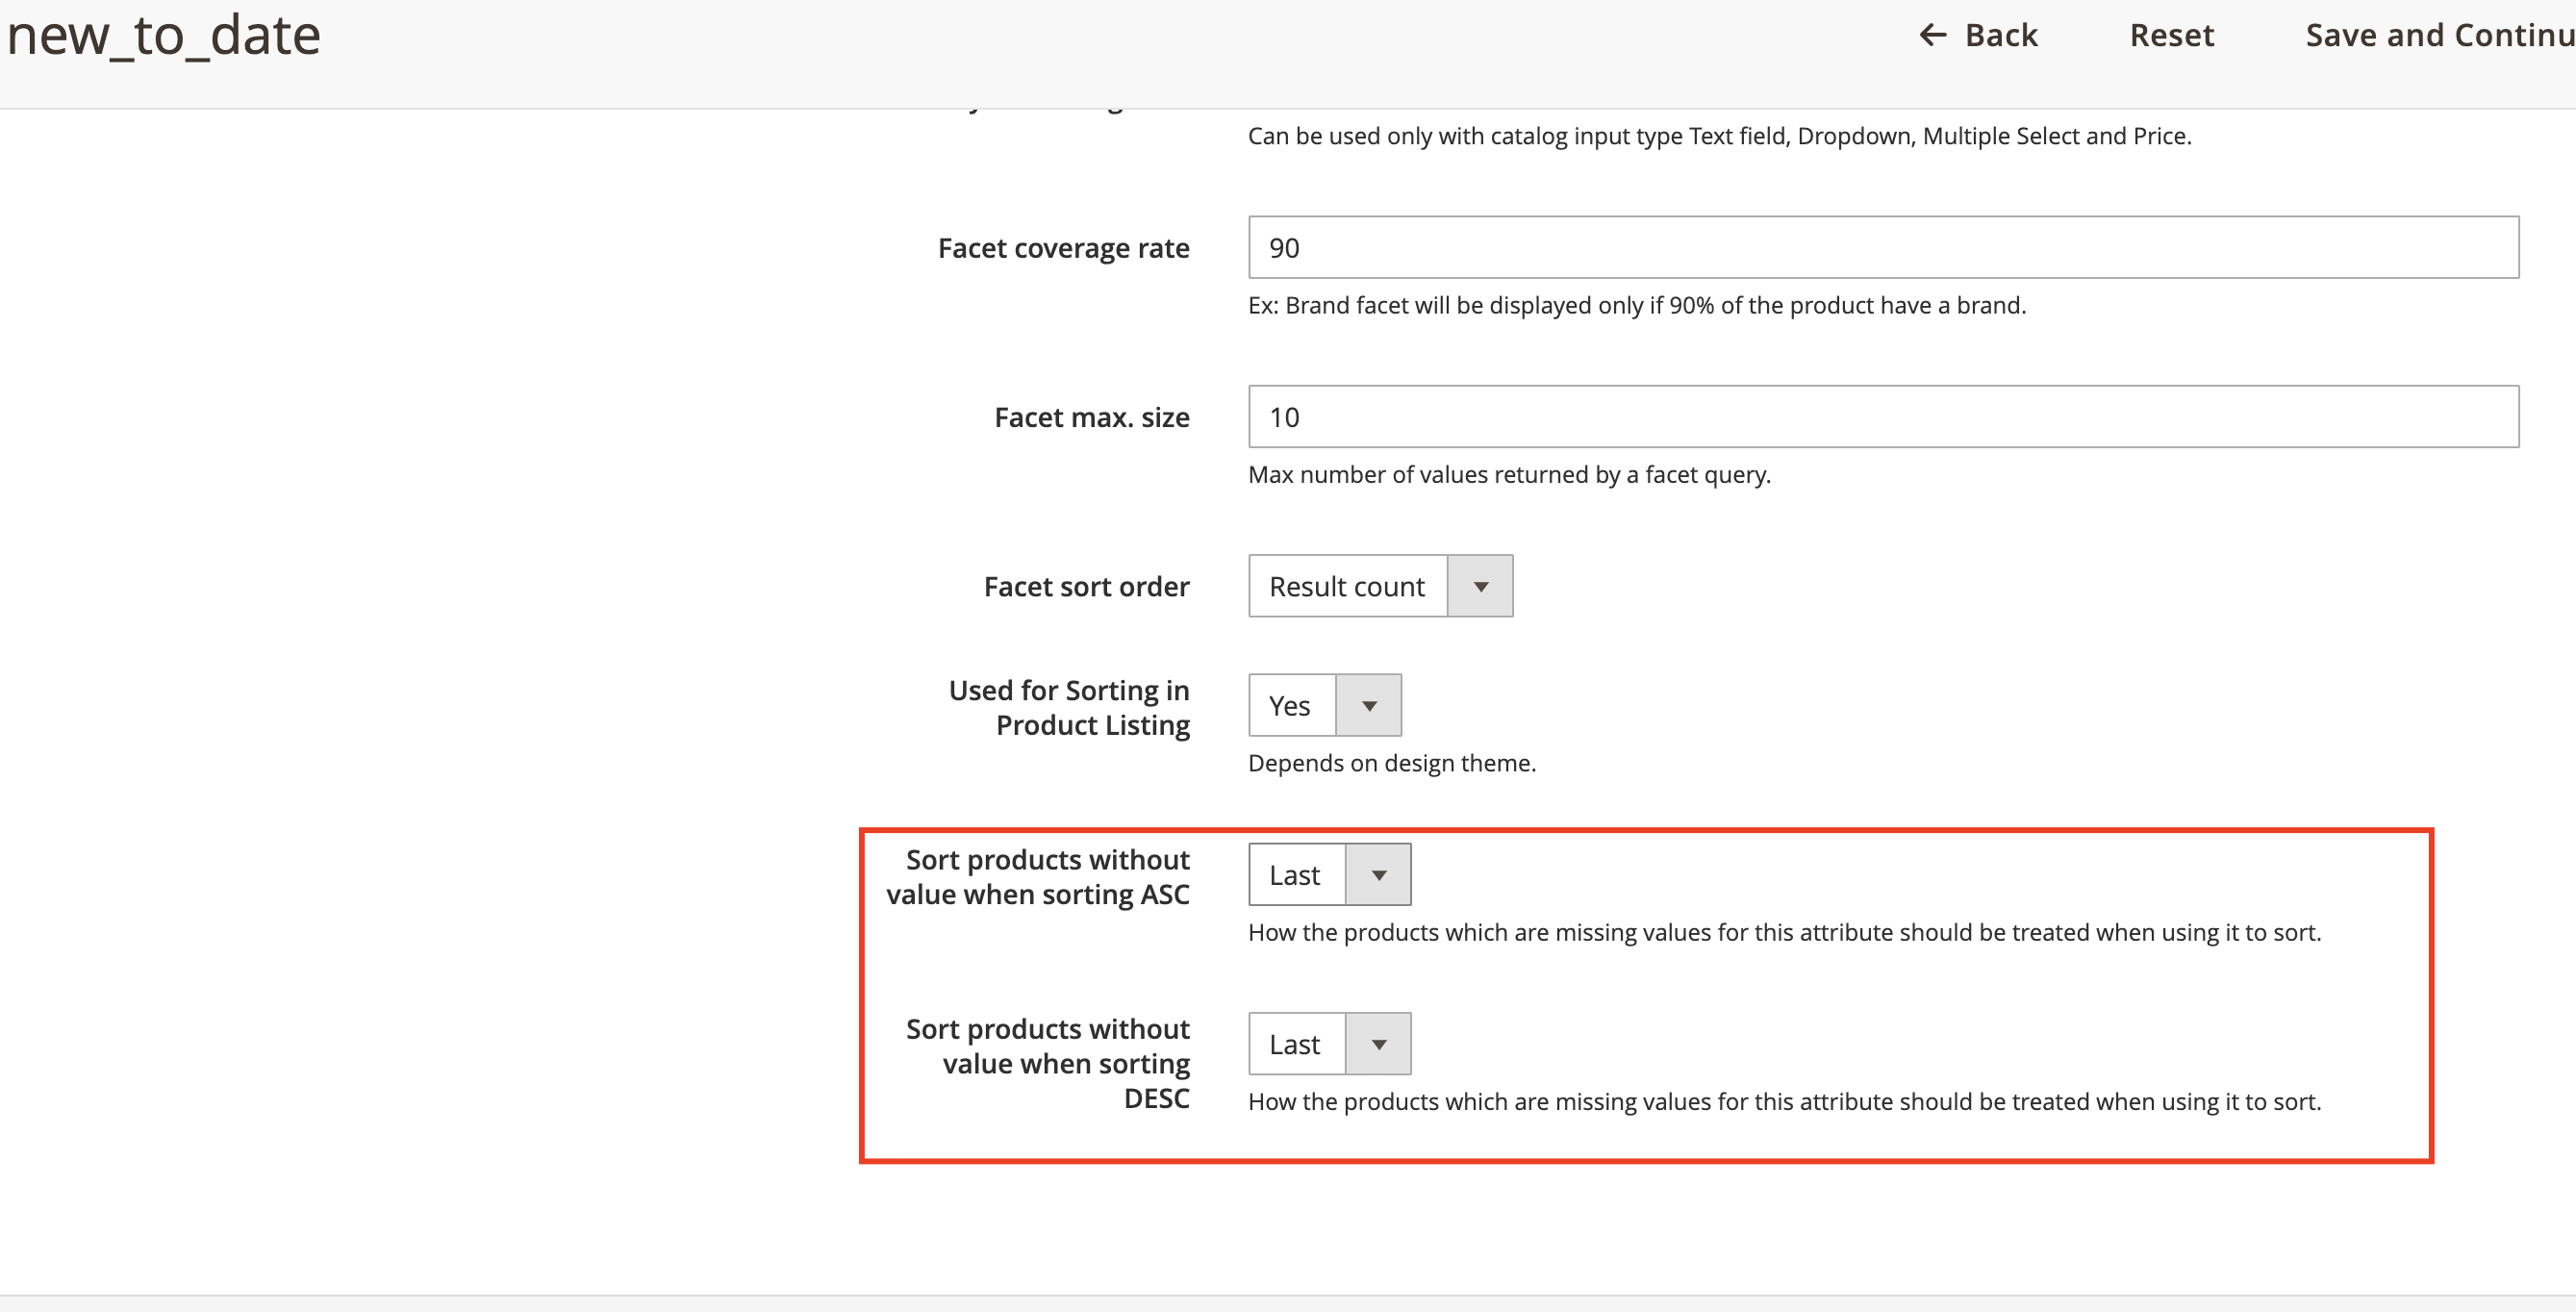 new_to_date
Back
Reset
Save and Continu
Can be used only with catalog input type Text field, Dropdown, Multiple Select and Price.
Facet coverage rate
90
Ex: Brand facet will be displayed only if 90% of the product have a brand.
Facet max. size
10
Max number of values returned by a facet query.
Facet sort order
Result count
Used for Sorting in
Product Listing
Yes
Depends on design theme.
Sort products without
value when sorting ASC
Last
How the products which are missing values for this attribute should be treated when using it to sort.
Sort products without
value when sorting
DESC
Last
How the products which are missing values for this attribute should be treated when using it to sort.